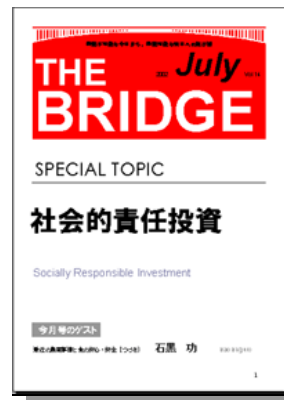 THE
2002 July
BRIDGE
SPECIAL TOPIC
社会的責任投資
Socially Responsible Investment
今月号のゲスト
石黒 功
1